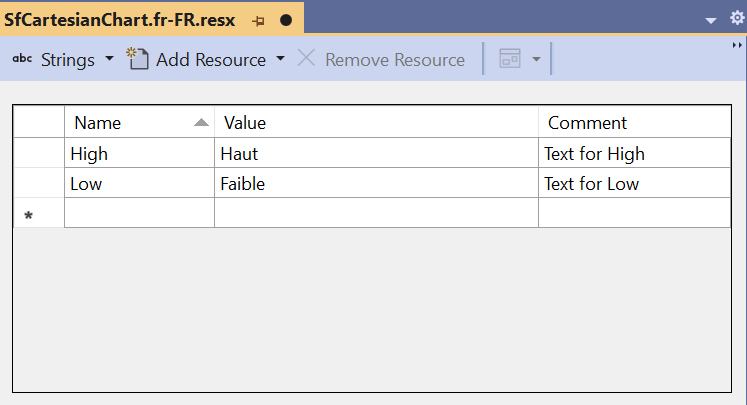 SfCartesianChart.fr-FR.resx
abc Strings Add Resource Remove Resource
Name Value Comment
High Haut Text for High
Low Faible Text for Low
*